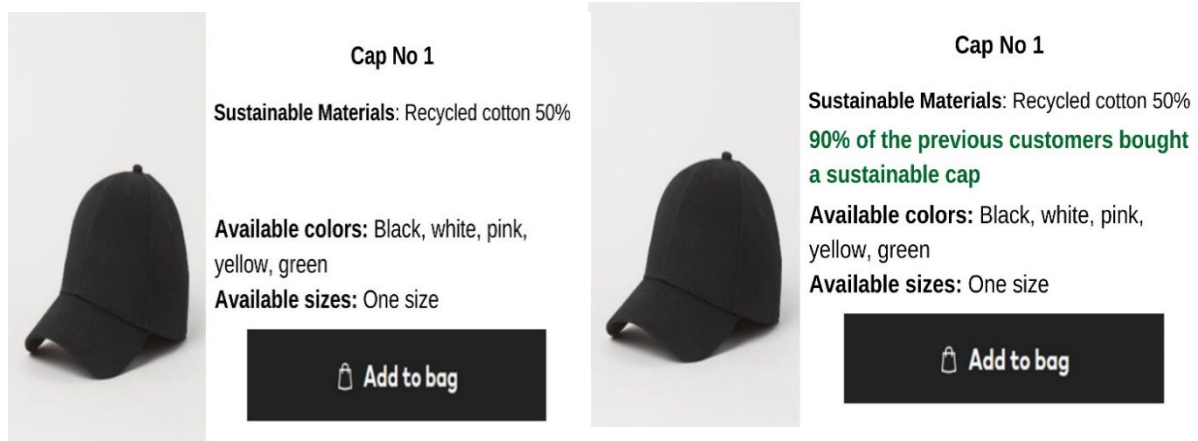 Cap No 1
Sustainable Materials: Recycled cotton 50%
Available colors: Black, white, pink,
yellow, green
Available sizes: One size
Add to bag
Cap No 1
Sustainable Materials: Recycled cotton 50%
90% of the previous customers bought
a sustainable cap
Available colors: Black, white, pink,
yellow, green
Available sizes: One size
Add to bag